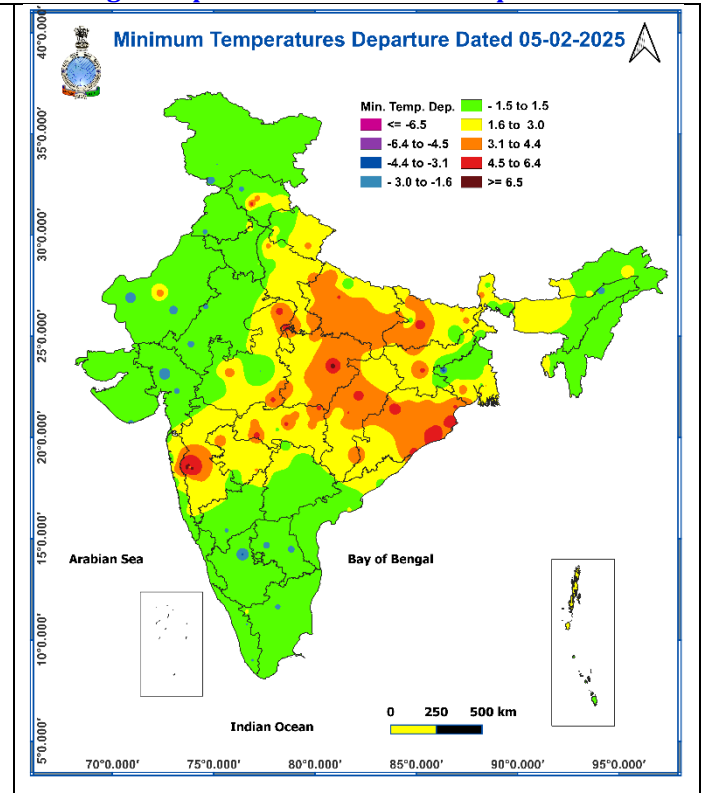 Minimum Temperatures Departure Dated 05-02-2025
Min. Temp. Dep.
<= -6.5
-6.4 to -4.5
-4.4 to -3.1
- 3.0 to -1.6
- 1.5 to 1.5
1.6 to 3.0
3.1 to 4.4
4.5 to 6.4
>= 6.5
40°0.000'
35°0.000'
30°0.000'
25°0.000'
20°0.000'
15°0.000'
10°0.000'
5°0.000'
Arabian Sea
Bay of Bengal
Indian Ocean
0 250 500 km
70°0.000' 75°0.000' 80°0.000' 85°0.000' 90°0.000' 95°0.000'